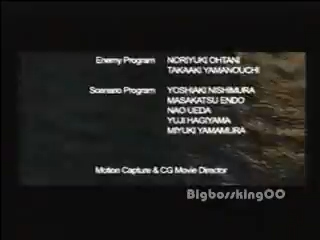 Enemy Program NORIYUKI OHTANI
TAKAAKI YAMANOUCHI
Scenario Program YOSHIAKI NISHIMURA
MASAKATSU ENDO
NAO UEDA
YUJI HAGIYAMA
MIYUKI YAMAMURA
Motion Capture & CG Movie Director
Bigbossking00